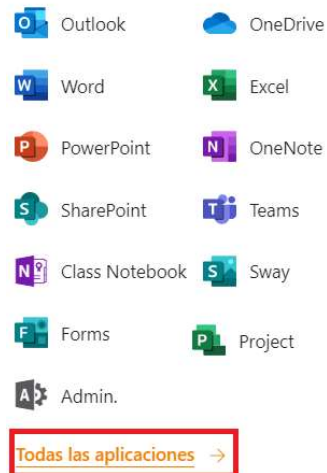 Outlook OneDrive
Word Excel
PowerPoint OneNote
SharePoint Teams
Class Notebook Sway
Forms Project
Admin.
Todas las aplicaciones →